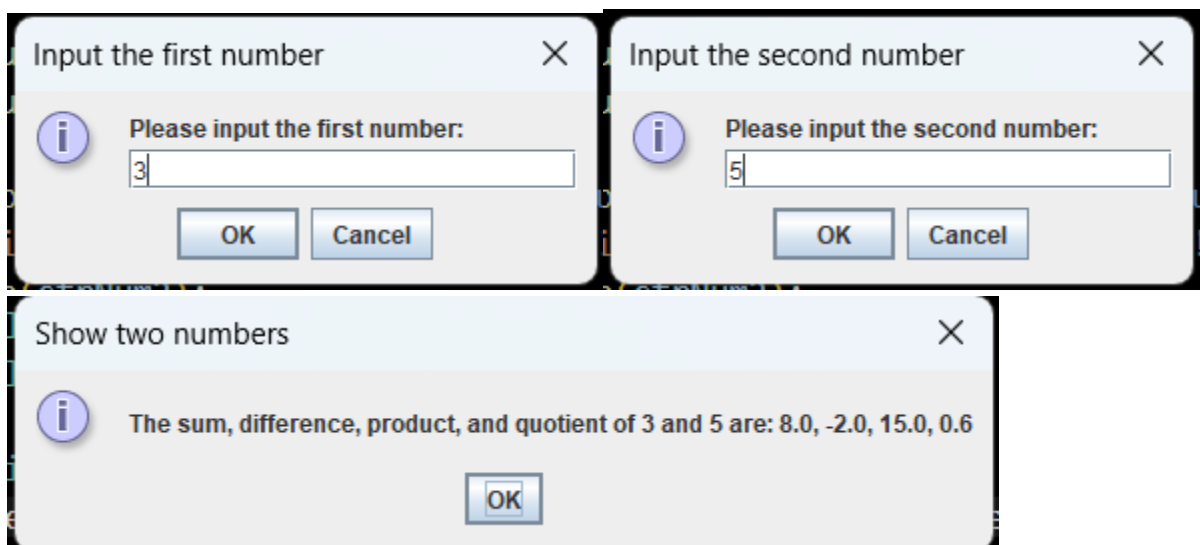 Input the first number
Please input the first number:
3
OK Cancel
Input the second number
Please input the second number:
5
OK Cancel
Show two numbers
The sum, difference, product, and quotient of 3 and 5 are: 8.0, -2.0, 15.0, 0.6
OK